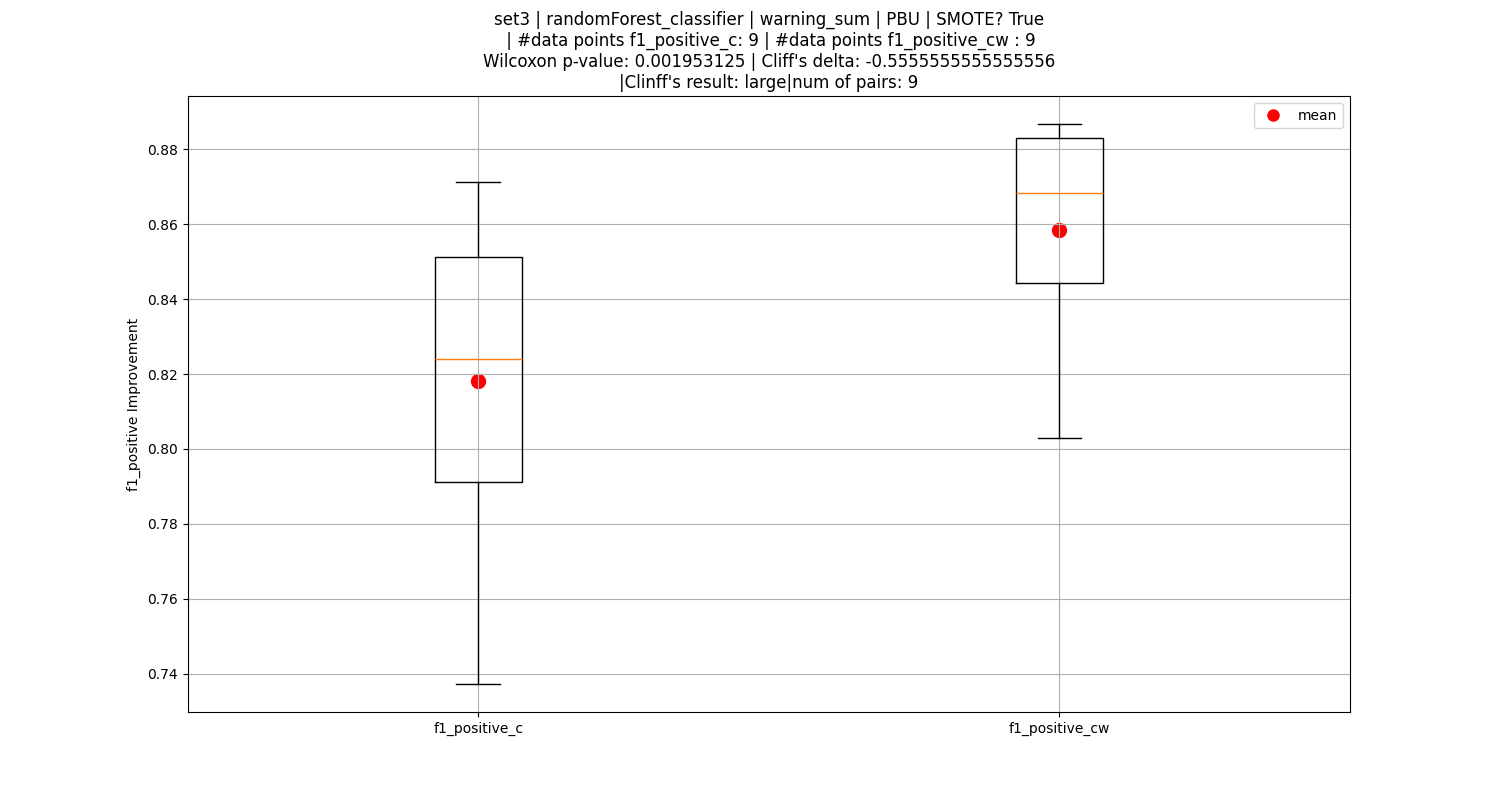 set3 | randomForest_classifier | warning_sum | PBU | SMOTE? True
| #data points f1_positive_c: 9 | #data points f1_positive_cw : 9
Wilcoxon p-value: 0.001953125 | Cliff's delta: -0.5555555555555556
|Clinff's result: large|num of pairs: 9
mean
0.88
0.86
0.84
0.82
0.80
0.78
0.76
0.74
f1_positive Improvement
f1_positive_c
f1_positive_cw